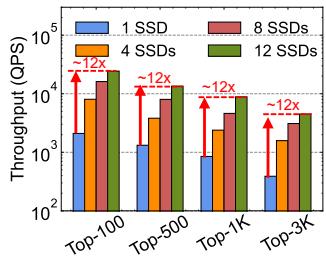 1 SSD
8 SSDs
4 SSDs
12 SSDs
Throughput (QPS)
10^5
10^4
10^3
10^2
~12x
~12x
~12x
~12x
Top-100
Top-500
Top-1K
Top-3K